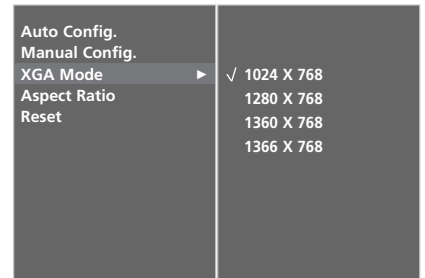 Auto Config.
Manual Config.
XGA Mode ►
Aspect Ratio
Reset
√ 1024 X 768
1280 X 768
1360 X 768
1366 X 768